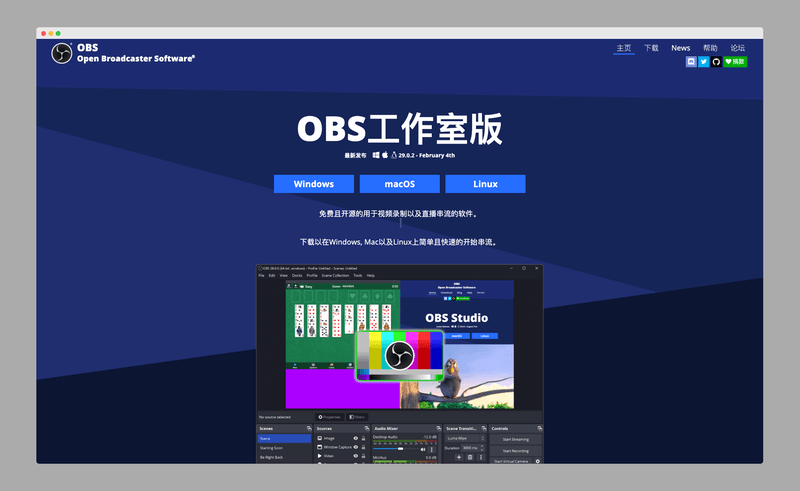 OBS
Open Broadcaster Software®
主页 下载 News 帮助 论坛
捐款
OBS工作室版
最新发布 29.0.2 - February 4th
Windows macOS Linux
免费且开源的用于视频录制以及直播串流的软件。
下载以在Windows, Mac以及Linux上简单且快速的开始串流。
File Edit View Docks Profile Scene Collection Tools Help
OBS Studio
macOS Linux
No source selected Properties Filters
Scenes Sources Audio Mixer Scene Transiti... Controls
Scene Image Desktop Audio Luma Wipe Start Streaming
Starting Soon Window Capture Duration Start Recording
Be Right Back Video Start Virtual Camera